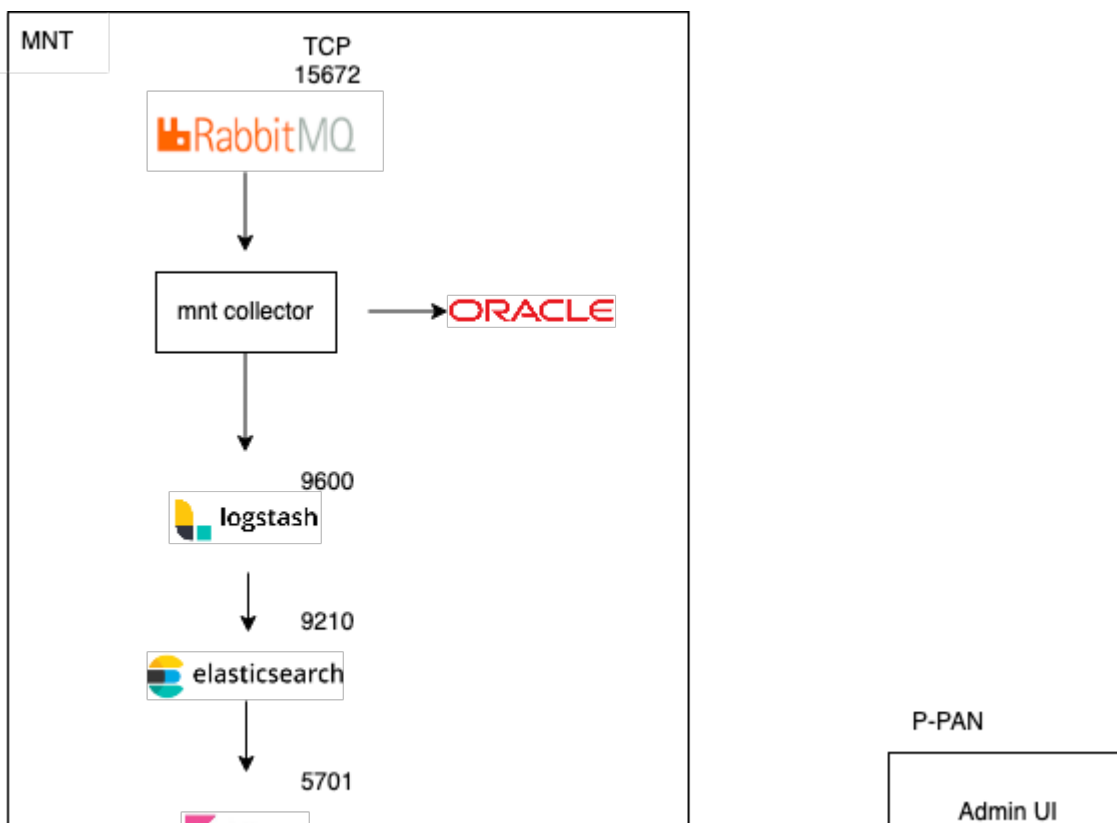 MNT
TCP
15672
RabbitMQ
mnt collector
ORACLE
9600
logstash
9210
elasticsearch
5701
P-PAN
Admin UI